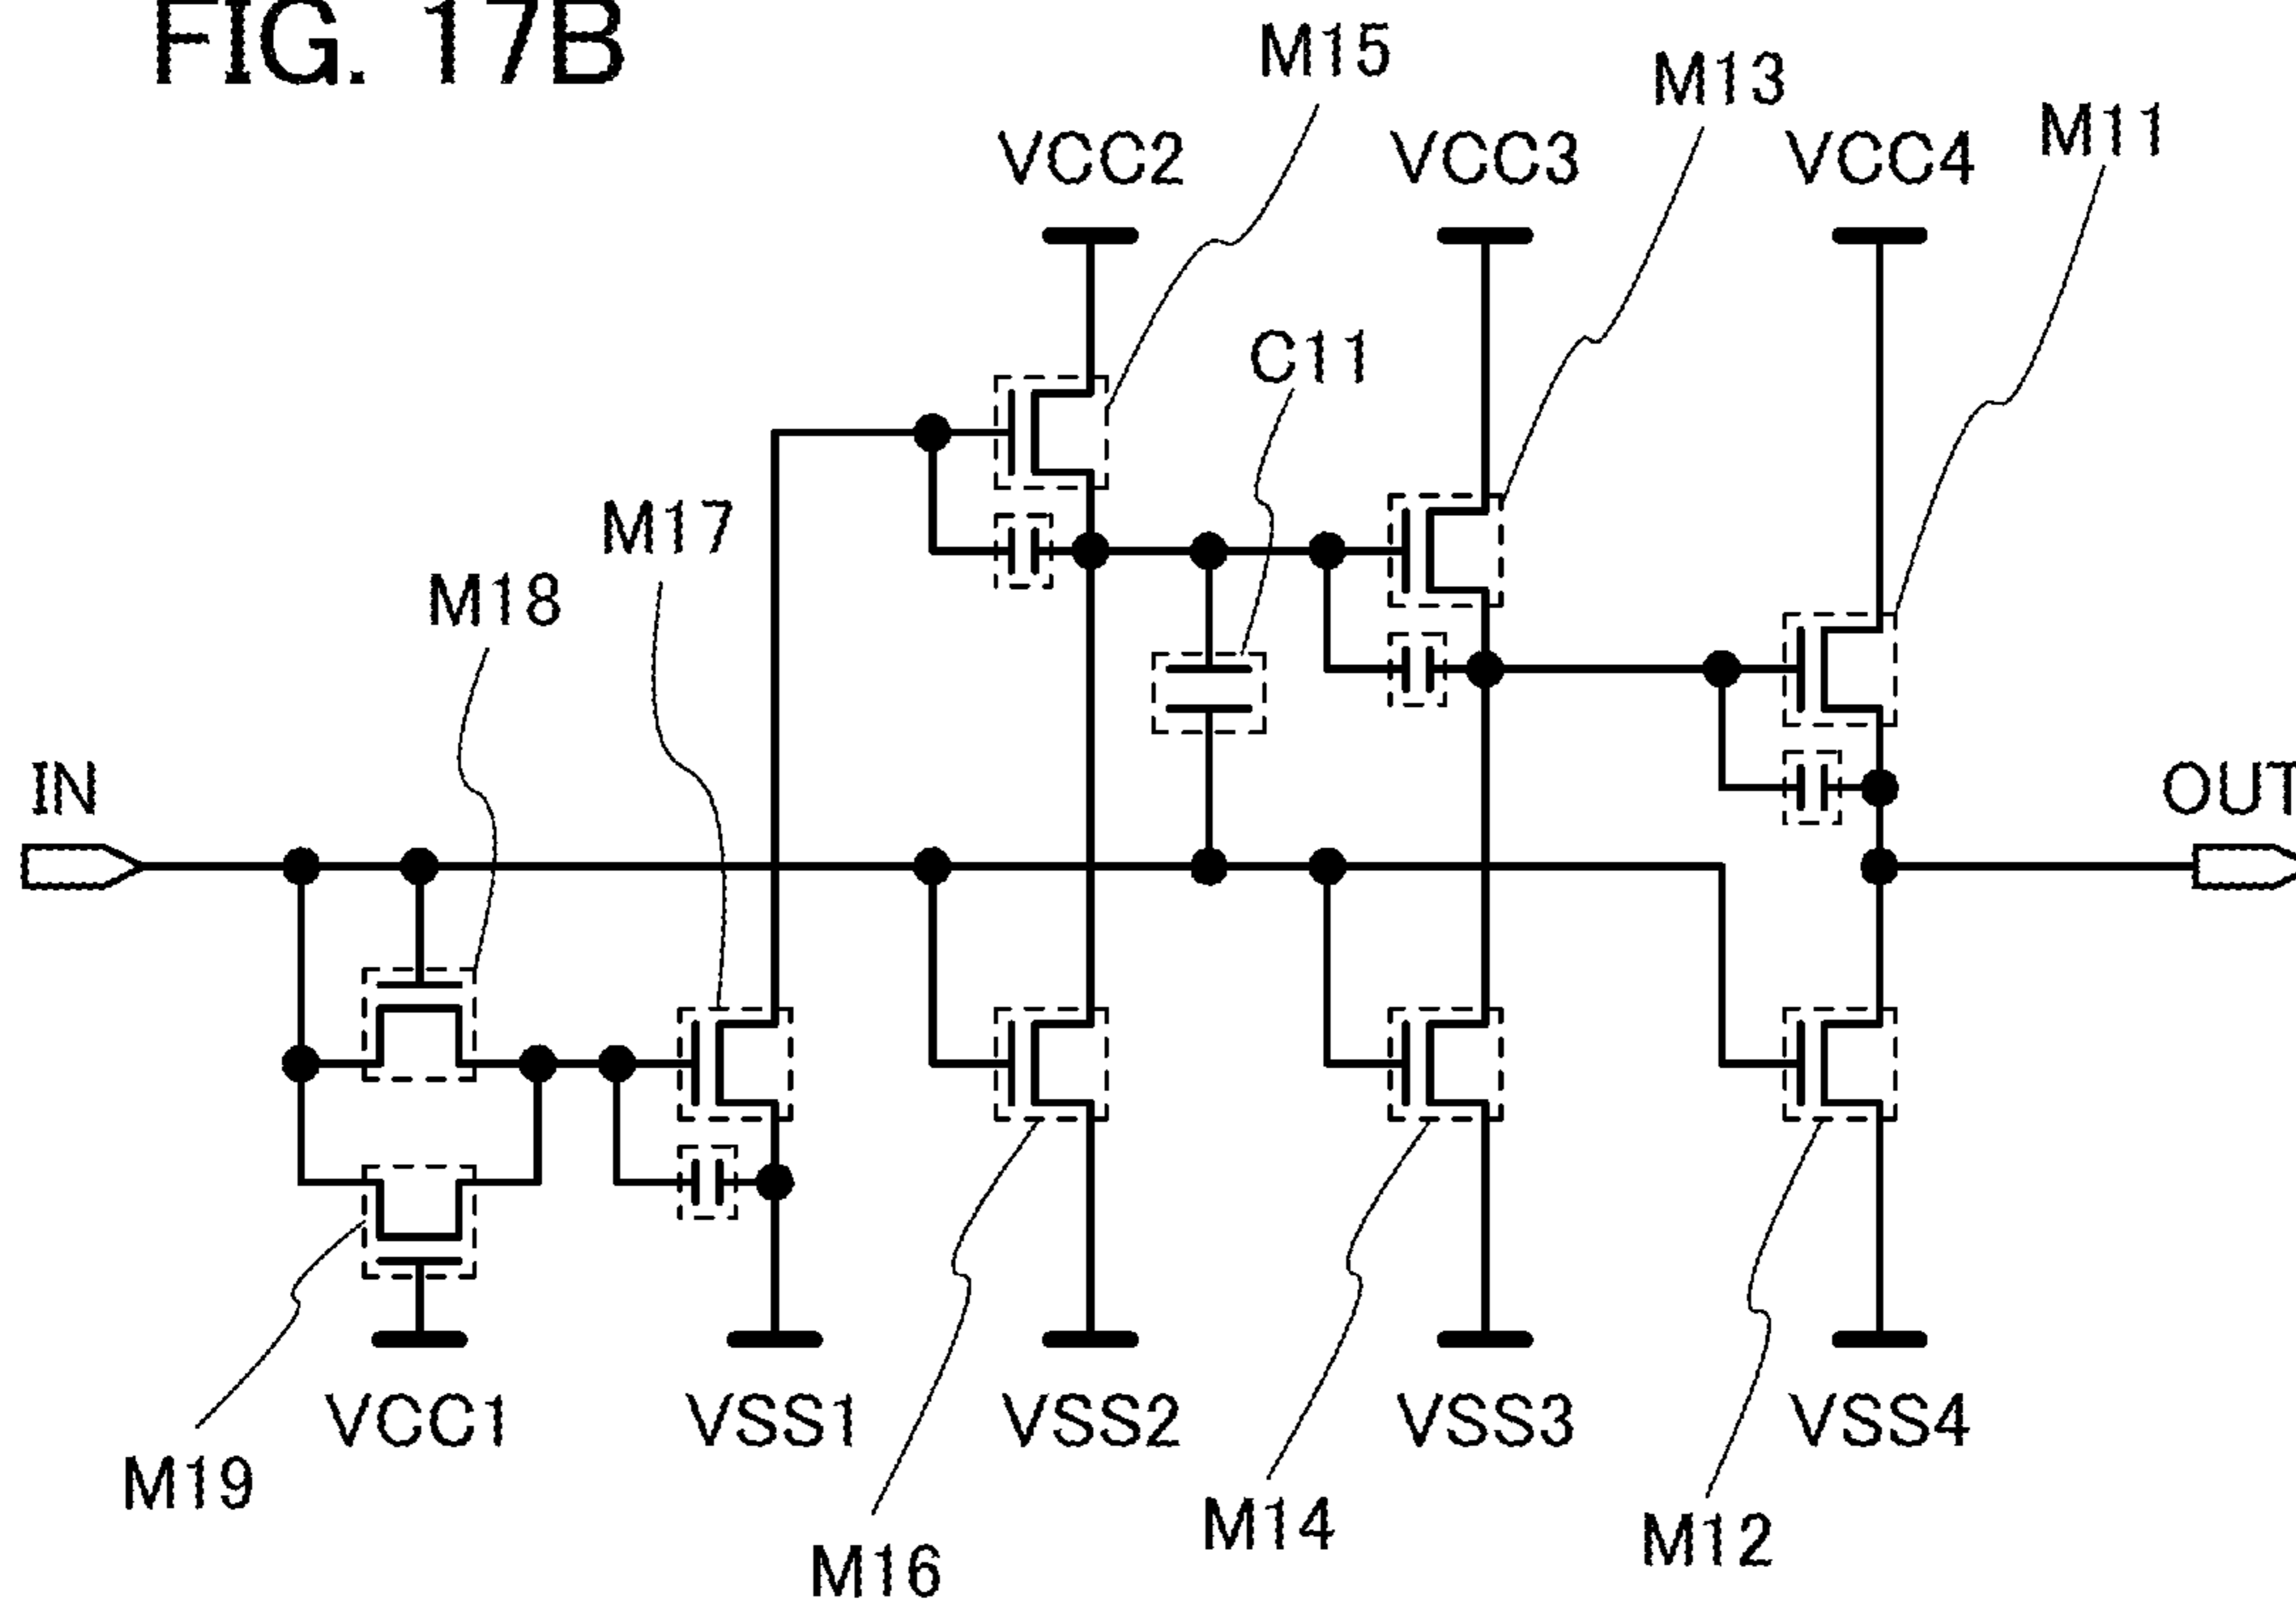 FIG. 17B
M15
M13
M11
VCC2
VCC3
VCC4
C11
M17
M18
IN
OUT
VCC1
VSS1
VSS2
VSS3
VSS4
M19
M16
M14
M12